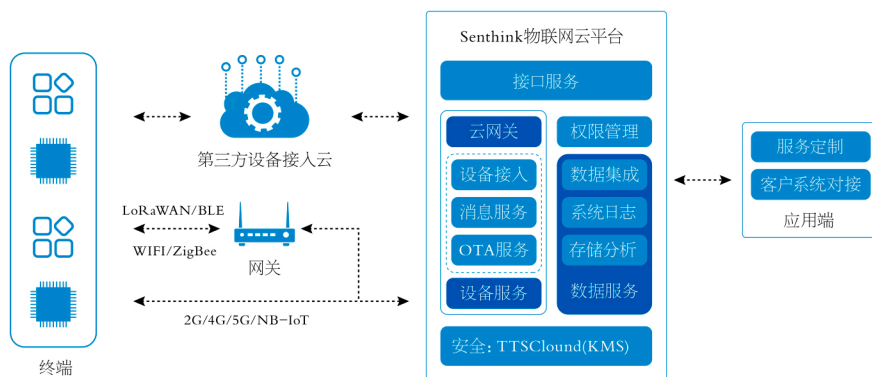 Senthink物联网云平台
接口服务
云网关
权限管理
设备接入
数据集成
消息服务
系统日志
OTA服务
存储分析
设备服务
数据服务
安全: TTSClound(KMS)
第三方设备接入云
LoRaWAN/BLE
WIFI/ZigBee
网关
2G/4G/5G/NB-IoT
终端
服务定制
客户系统对接
应用端